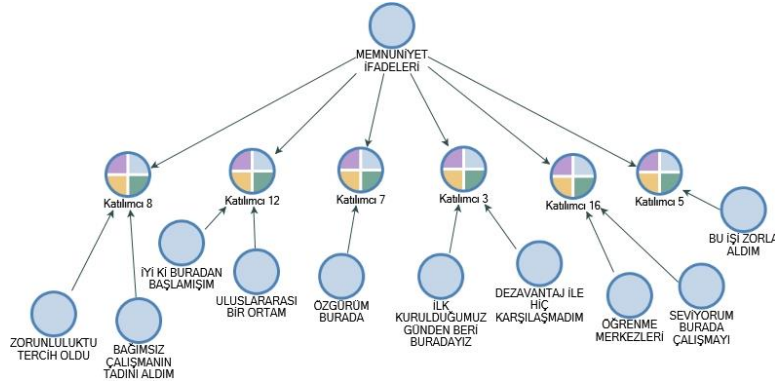 MEMNUNİYET
İFADELERİ
Katılımcı 8
Katılımcı 12
Katılımcı 7
Katılımcı 3
Katılımcı 16
Katılımcı 5
BU İŞİ ZORLA
ALDIM
İYİ Kİ BURADAN
BAŞLAMIŞIM
ULUSLARARASI
BİR ORTAM
ÖZGÜRÜM
BURADA
İLK
KURULDUĞUMUZ
GÜNDEN BERİ
BURADAYIZ
DEZAVANTAJ İLE
HİÇ
KARŞILAŞMADIM
ÖĞRENME
MERKEZLERİ
SEVİYORUM
BURADA
ÇALIŞMAYI
ZORUNLULUKTU
TERCİH OLDU
BAĞIMSIZ
ÇALIŞMANIN
TADINI ALDIM